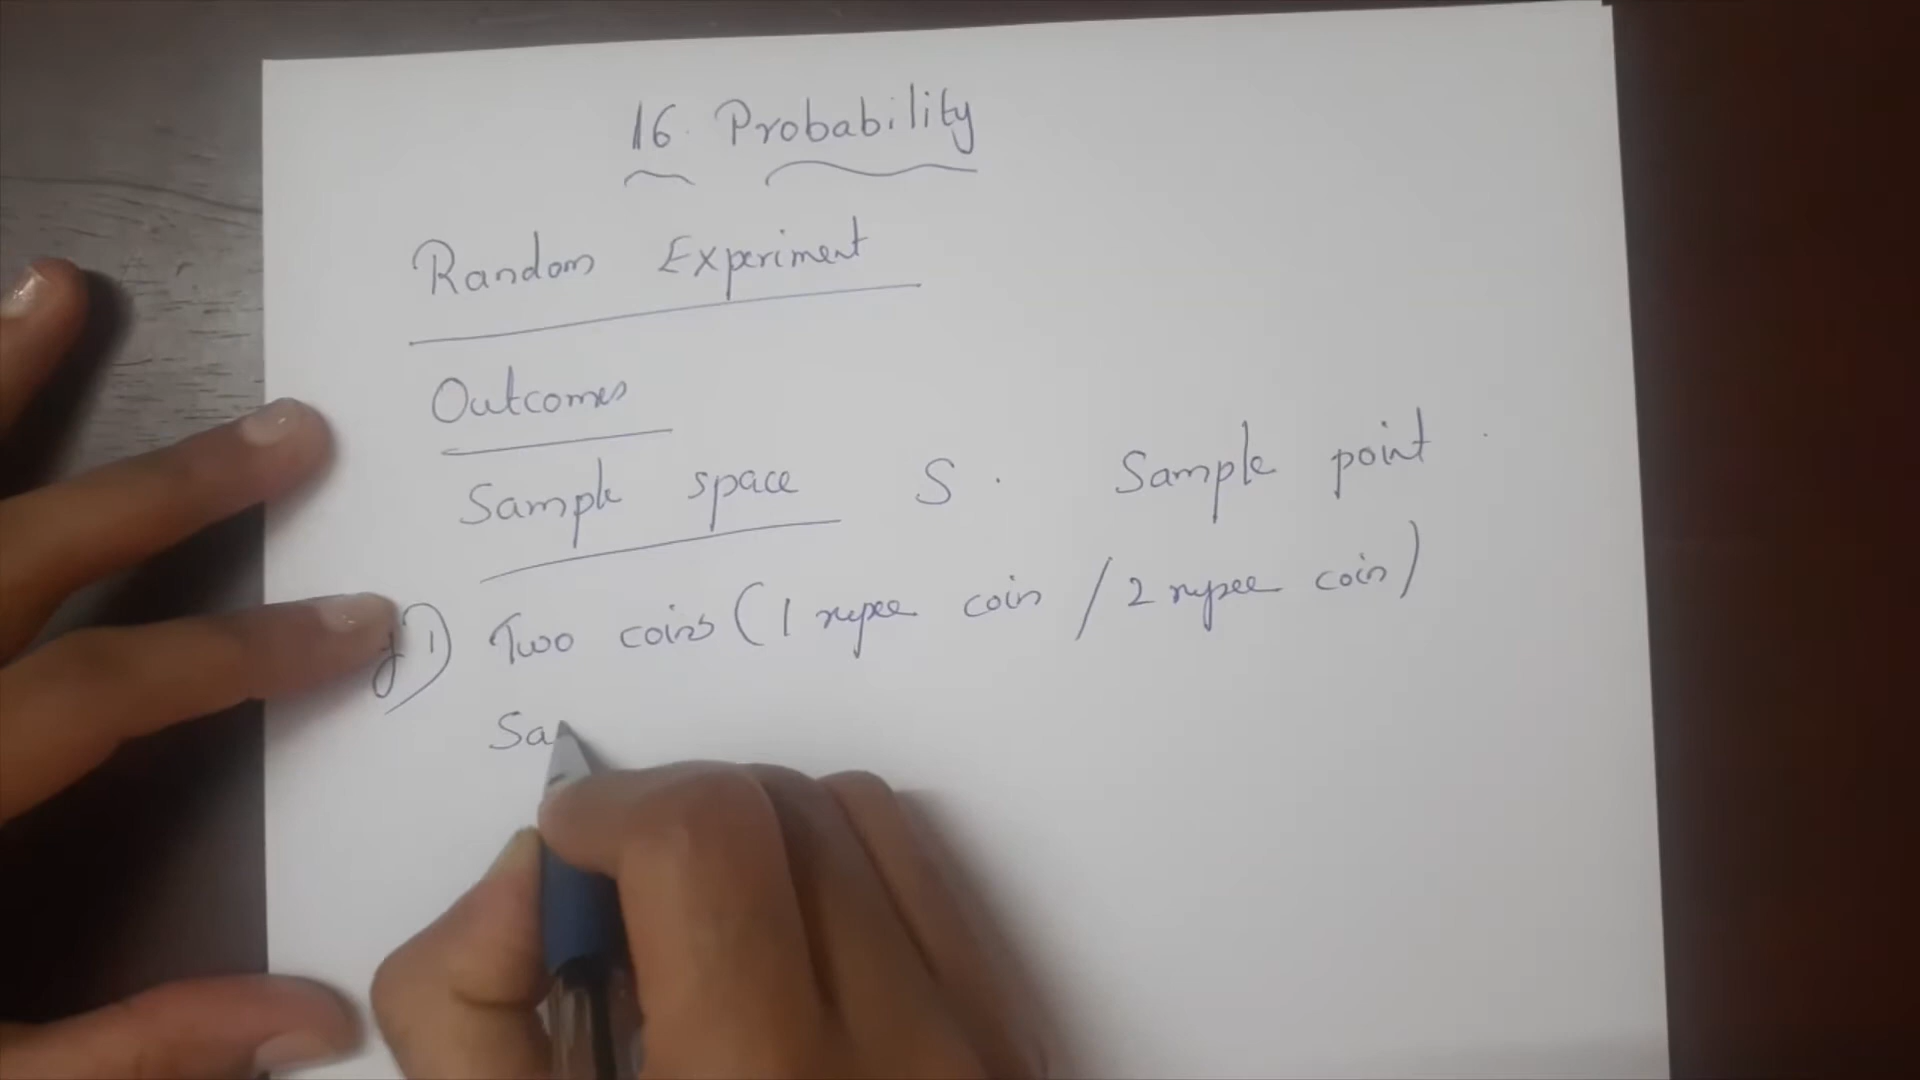 16. Probability
Random Experiment
Outcomes
Sample space S. Sample point.
1) Two coins (1 rupee coin / 2 rupee coin)
Sa